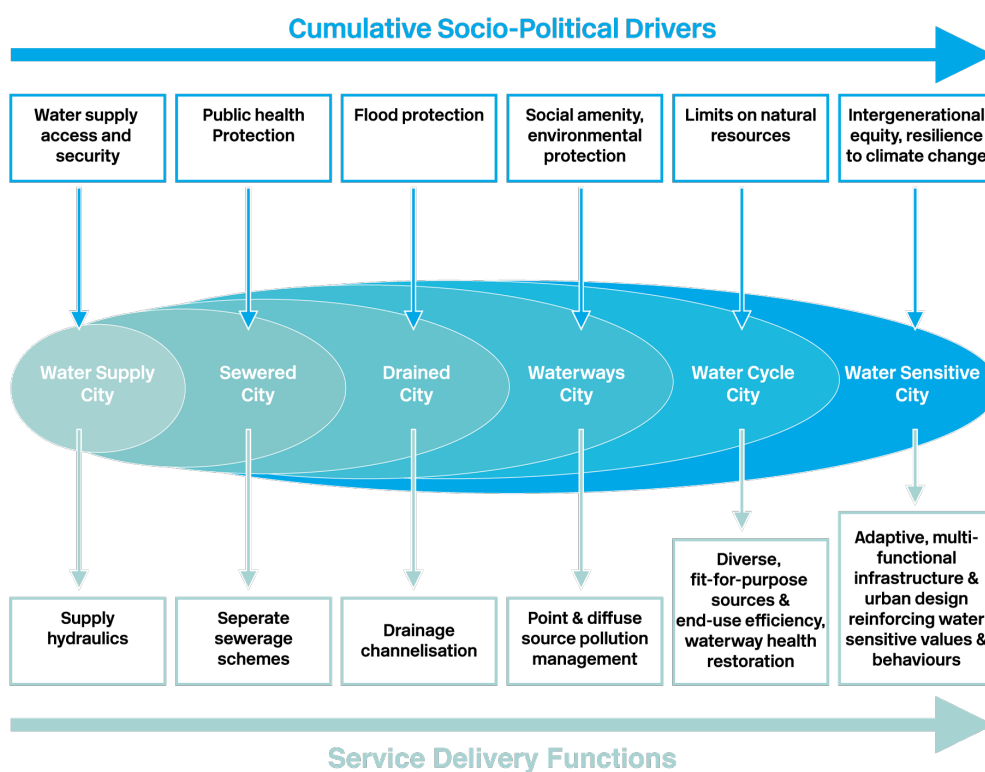 Cumulative Socio-Political Drivers
Water supply
access and
security
Public health
Protection
Flood protection
Social amenity,
environmental
protection
Limits on natural
resources
Intergenerational
equity, resilience
to climate change
Water Supply
City
Sewered
City
Drained
City
Waterways
City
Water Cycle
City
Water Sensitive
City
Supply
hydraulics
Seperate
sewerage
schemes
Drainage
channelisation
Point & diffuse
source pollution
management
Diverse,
fit-for-purpose
sources &
end-use efficiency,
waterway health
restoration
Adaptive, multi-
functional
infrastructure &
urban design
reinforcing water
sensitive values &
behaviours
Service Delivery Functions